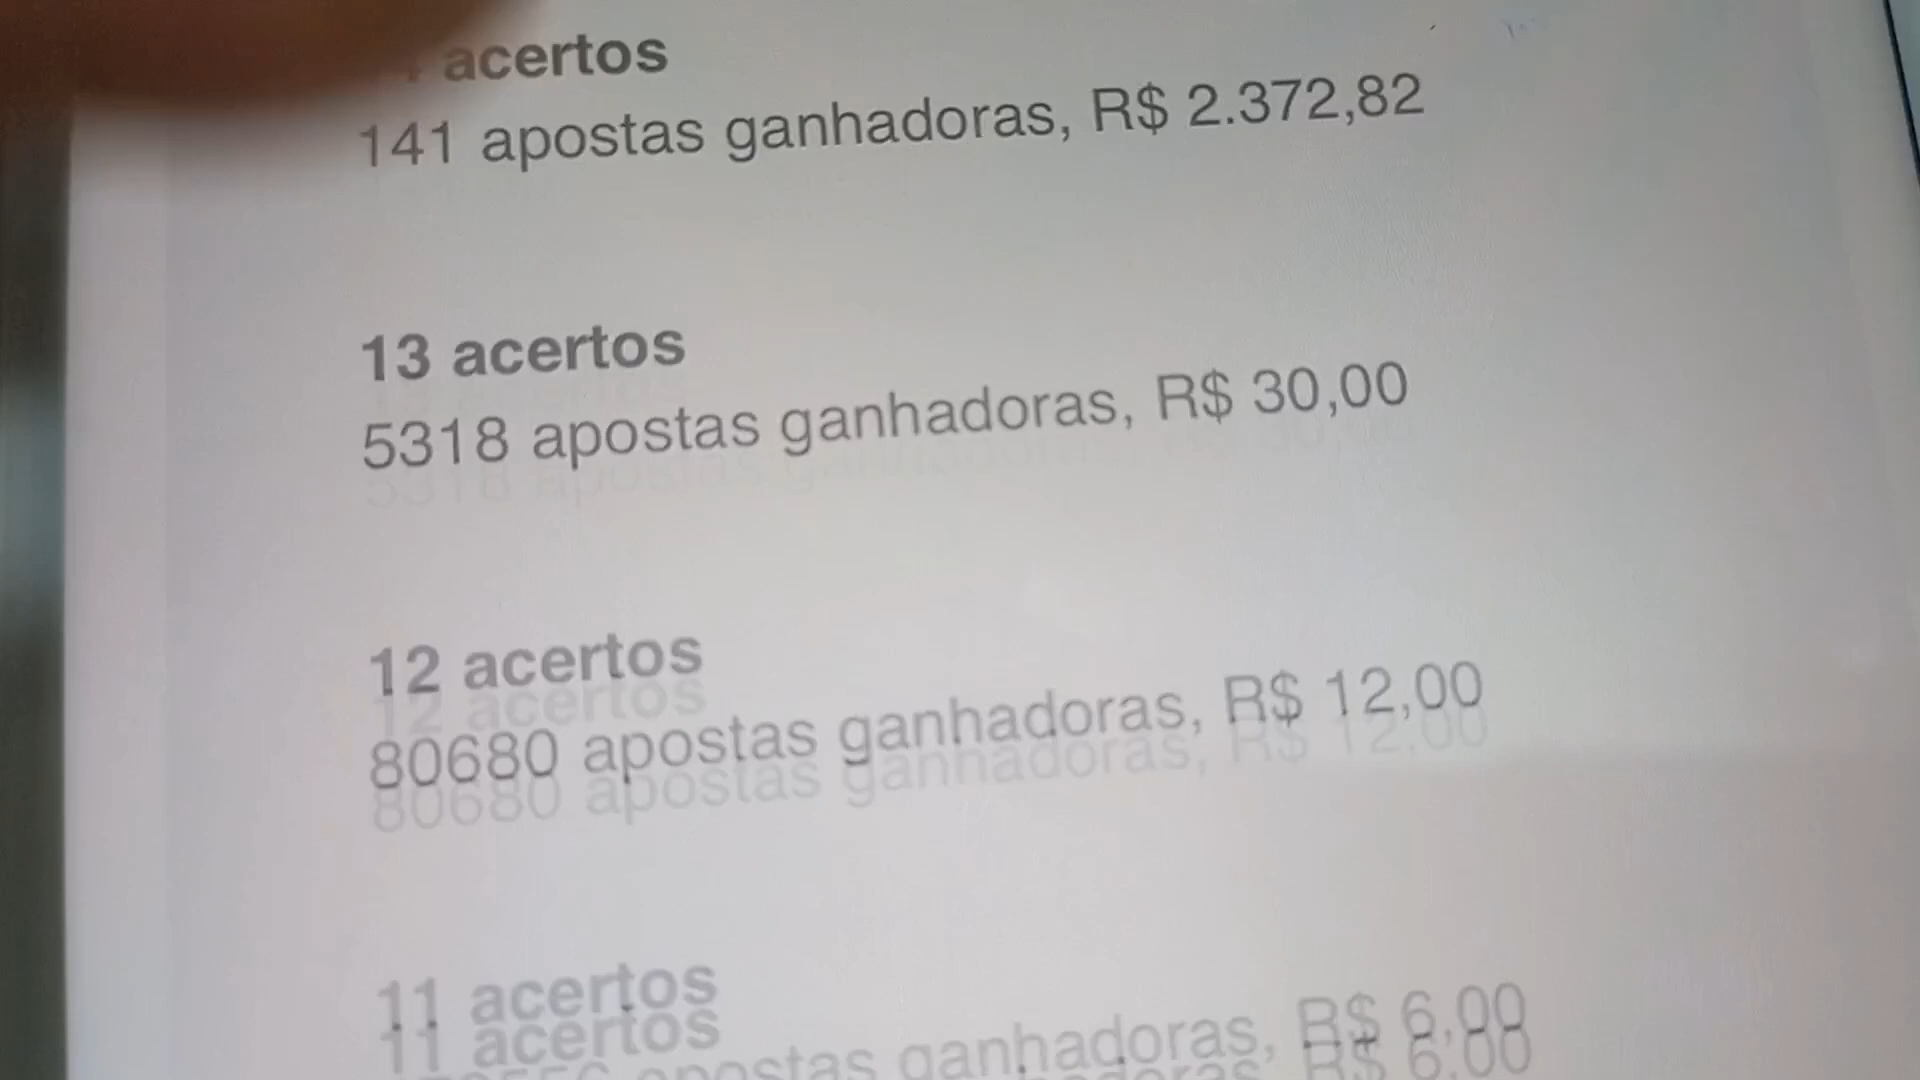 acertos
141 apostas ganhadoras, R$ 2.372,82
13 acertos
5318 apostas ganhadoras, R$ 30,00
12 acertos
80680 apostas ganhadoras, R$ 12,00
11 acertos
apostas ganhadoras, R$ 6,00